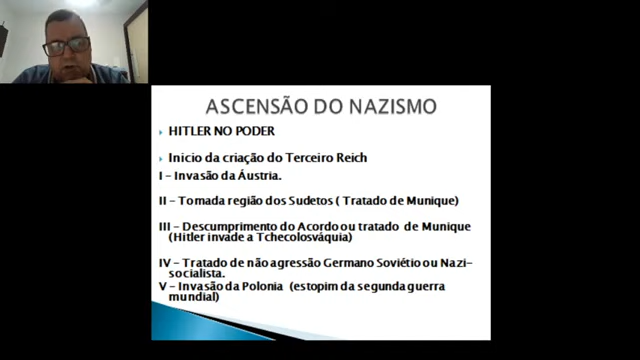 ASCENSÃO DO NAZISMO
HITLER NO PODER
Inicio da criação do Terceiro Reich
I – Invasão da Áustria.
II – Tomada região dos Sudetos ( Tratado de Munique)
III – Descumprimento do Acordo ou tratado de Munique
(Hitler invade a Tchecolosváquia)
IV – Tratado de não agressão Germano Soviétio ou Nazi-
socialista.
V – Invasão da Polonia (estopim da segunda guerra
mundial)